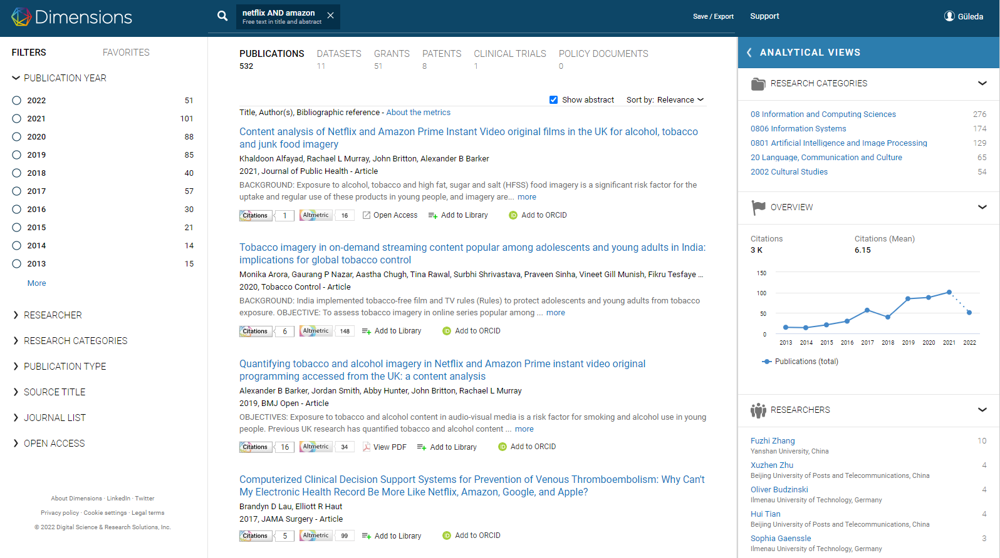 Dimensions
netflix AND amazon
Free text in title and abstract
Save / Export
Support
Güleda
FILTERS
FAVORITES
PUBLICATION YEAR
2022 51
2021 101
2020 88
2019 85
2018 40
2017 57
2016 30
2015 21
2014 14
2013 15
More
RESEARCHER
RESEARCH CATEGORIES
PUBLICATION TYPE
SOURCE TITLE
JOURNAL LIST
OPEN ACCESS
About Dimensions · LinkedIn · Twitter
Privacy policy · Cookie settings · Legal terms
© 2022 Digital Science & Research Solutions, Inc.
PUBLICATIONS DATASETS GRANTS PATENTS CLINICAL TRIALS POLICY DOCUMENTS
532 11 51 8 1 0
Show abstract Sort by: Relevance
Title, Author(s), Bibliographic reference - About the metrics
Content analysis of Netflix and Amazon Prime Instant Video original films in the UK for alcohol, tobacco
and junk food imagery
Khaldoon Alfayad, Rachael L Murray, John Britton, Alexander B Barker
2021, Journal of Public Health - Article
BACKGROUND: Exposure to alcohol, tobacco and high fat, sugar and salt (HFSS) food imagery is a significant risk factor for the
uptake and regular use of these products in young people, and imagery are... more
Citations 1 Altmetric 16 Open Access Add to Library Add to ORCID
Tobacco imagery in on-demand streaming content popular among adolescents and young adults in India:
implications for global tobacco control
Monika Arora, Gaurang P Nazar, Aastha Chugh, Tina Rawal, Surbhi Shrivastava, Praveen Sinha, Vineet Gill Munish, Fikru Tesfaye ...
2020, Tobacco Control - Article
BACKGROUND: India implemented tobacco-free film and TV rules (Rules) to protect adolescents and young adults from tobacco
exposure. OBJECTIVE: To assess tobacco imagery in online series popular among ... more
Citations 6 Altmetric 148 Add to Library Add to ORCID
Quantifying tobacco and alcohol imagery in Netflix and Amazon Prime instant video original
programming accessed from the UK: a content analysis
Alexander B Barker, Jordan Smith, Abby Hunter, John Britton, Rachael L Murray
2019, BMJ Open - Article
OBJECTIVES: Exposure to tobacco and alcohol content in audio-visual media is a risk factor for smoking and alcohol use in young
people. Previous UK research has quantified tobacco and alcohol content ... more
Citations 16 Altmetric 34 View PDF Add to Library Add to ORCID
Computerized Clinical Decision Support Systems for Prevention of Venous Thromboembolism: Why Can't
My Electronic Health Record Be More Like Netflix, Amazon, Google, and Apple?
Brandyn D Lau, Elliott R Haut
2017, JAMA Surgery - Article
Citations 5 Altmetric 99 Add to Library Add to ORCID
ANALYTICAL VIEWS
RESEARCH CATEGORIES
08 Information and Computing Sciences 276
0806 Information Systems 174
0801 Artificial Intelligence and Image Processing 129
20 Language, Communication and Culture 65
2002 Cultural Studies 54
OVERVIEW
Citations Citations (Mean)
3 K 6.15
150
100
50
0
2013 2014 2015 2016 2017 2018 2019 2020 2021 2022
Publications (total)
RESEARCHERS
Fuzhi Zhang 10
Yanshan University, China
Xuzhen Zhu 4
Beijing University of Posts and Telecommunications, China
Oliver Budzinski 4
Ilmenau University of Technology, Germany
Hui Tian 4
Beijing University of Posts and Telecommunications, China
Sophia Gaenssle 3
Ilmenau University of Technology, Germany